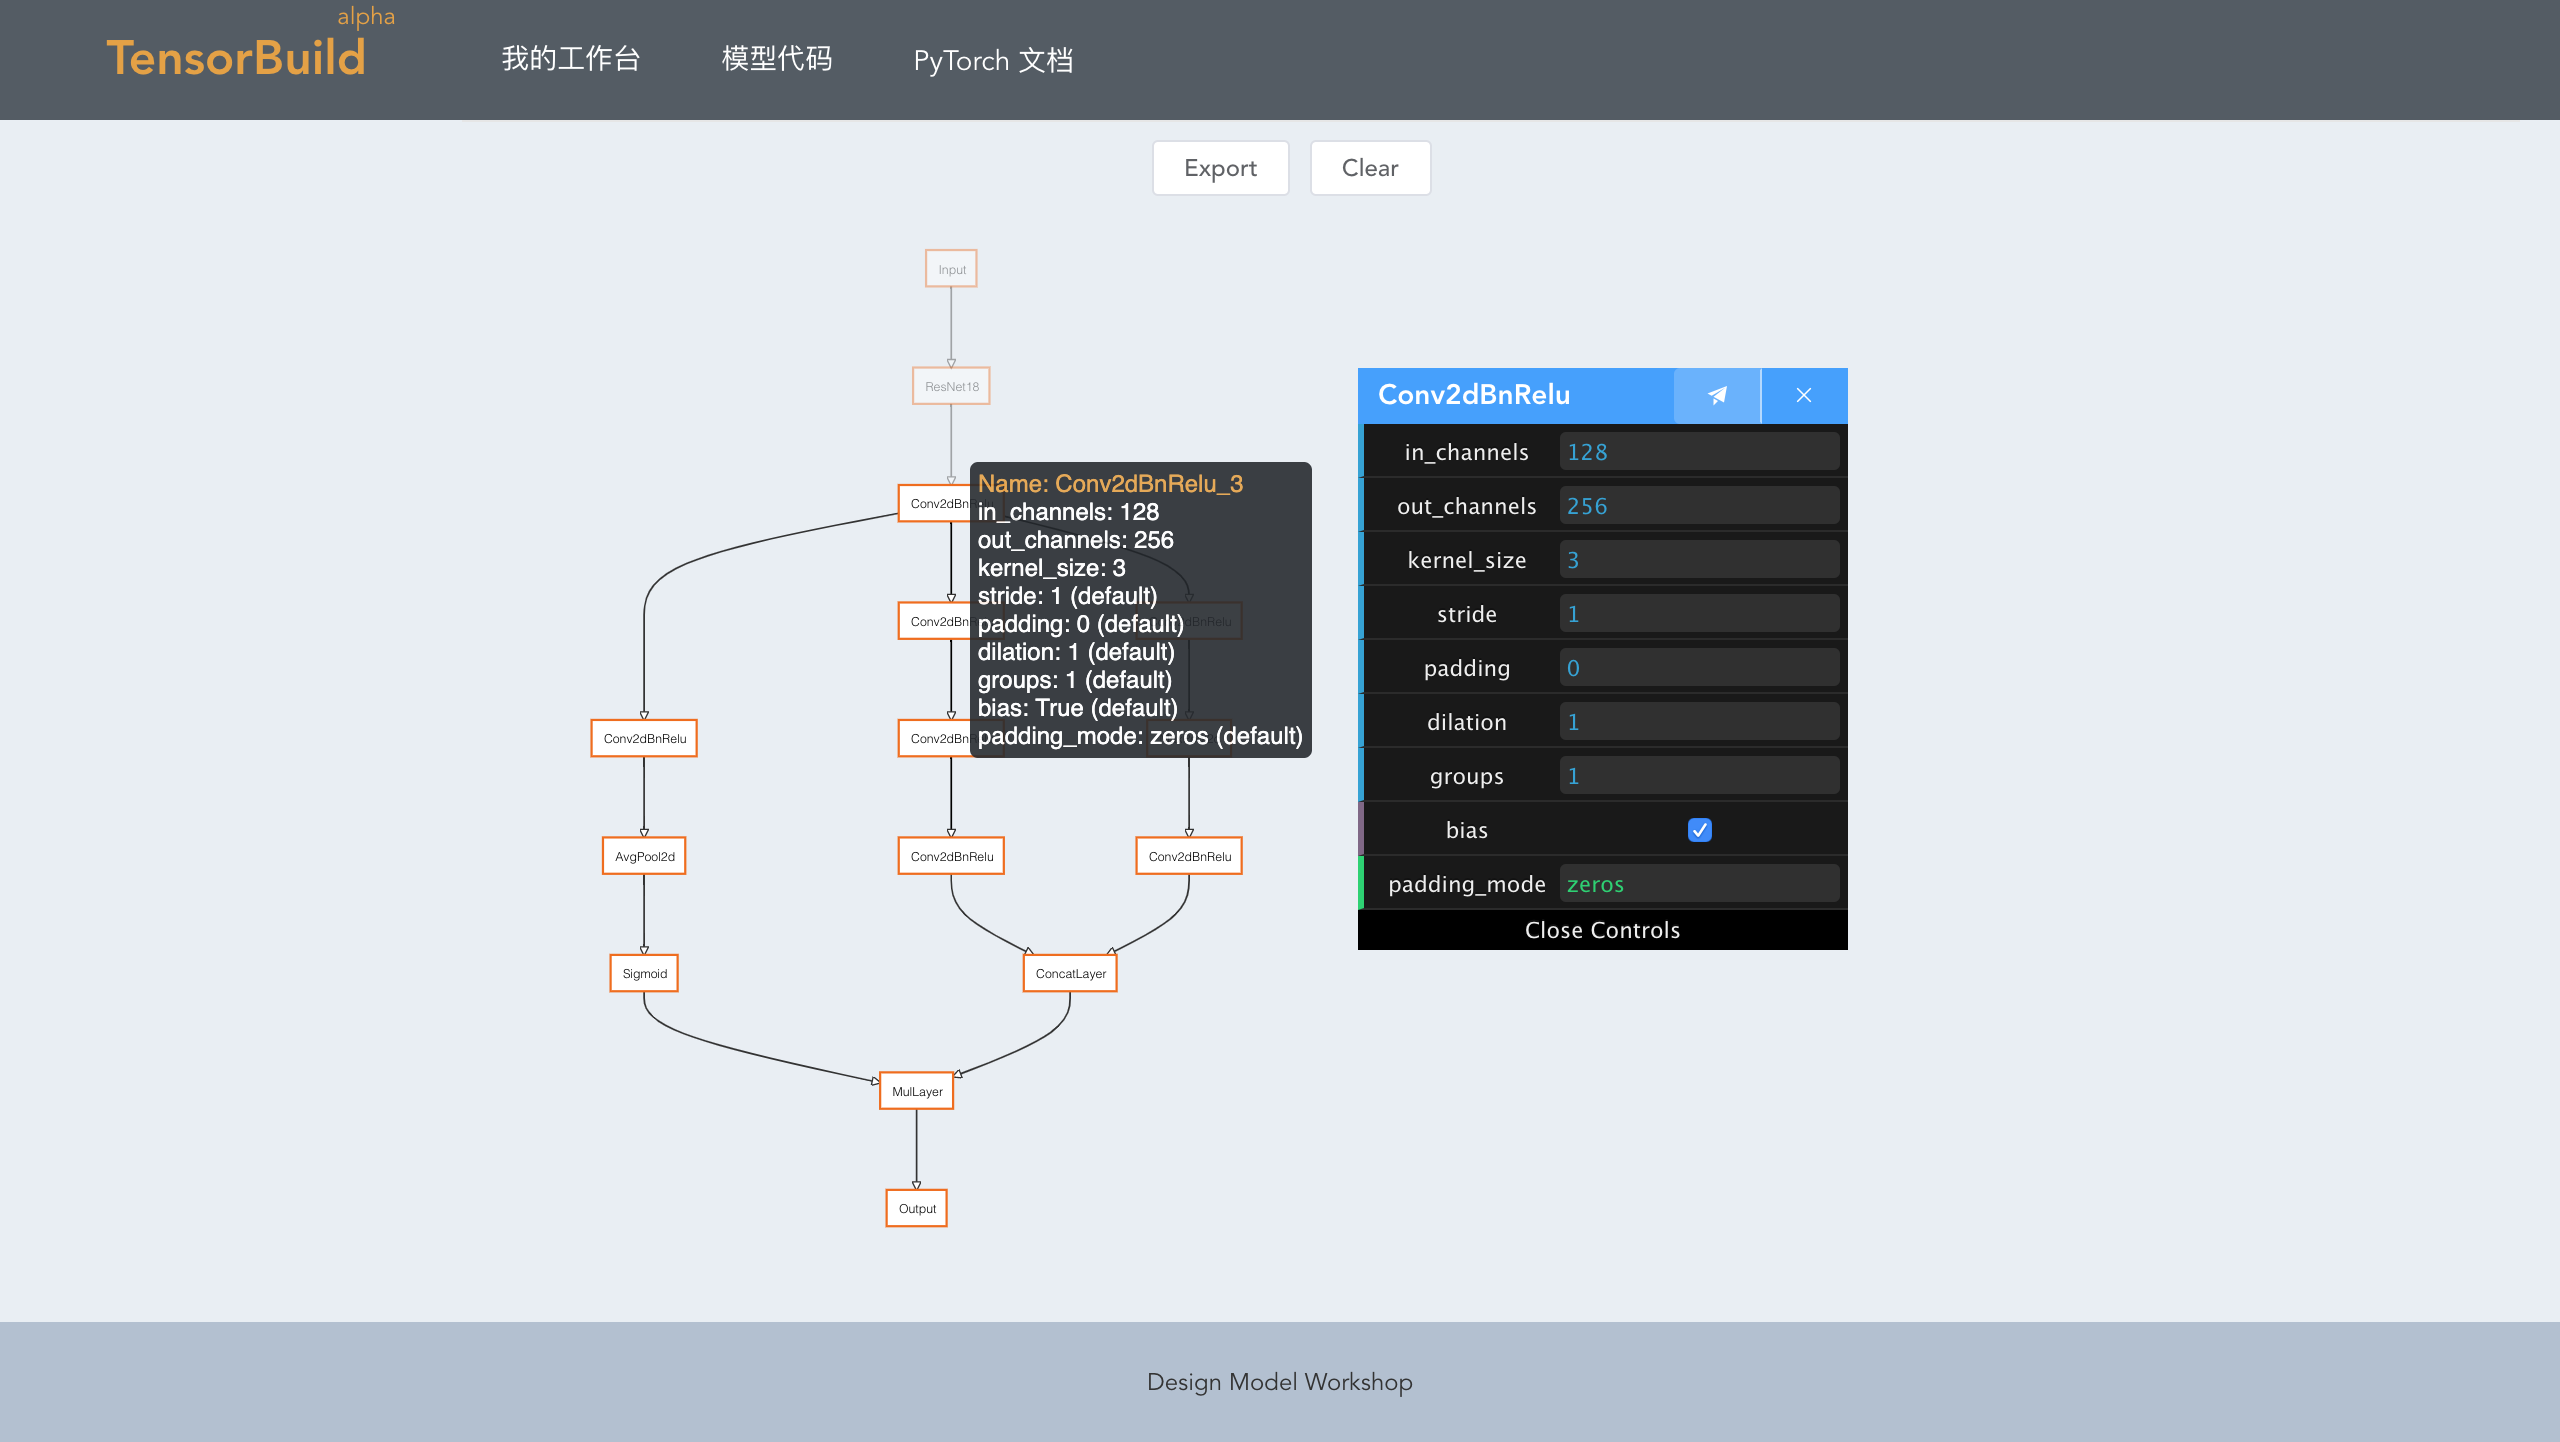 alpha
TensorBuild
我的工作台
模型代码
PyTorch 文档
Export
Clear
Input
ResNet18
Conv2dBn
Name: Conv2dBnRelu_3
in_channels: 128
out_channels: 256
kernel_size: 3
stride: 1 (default)
padding: 0 (default)
dilation: 1 (default)
groups: 1 (default)
bias: True (default)
padding_mode: zeros (default)
Conv2dBn
dBnRelu
Conv2dBnRelu
Conv2dBn
AvgPool2d
Conv2dBnRelu
Conv2dBnRelu
Sigmoid
ConcatLayer
MulLayer
Output
Conv2dBnRelu
in_channels 128
out_channels 256
kernel_size 3
stride 1
padding 0
dilation 1
groups 1
bias
padding_mode zeros
Close Controls
Design Model Workshop